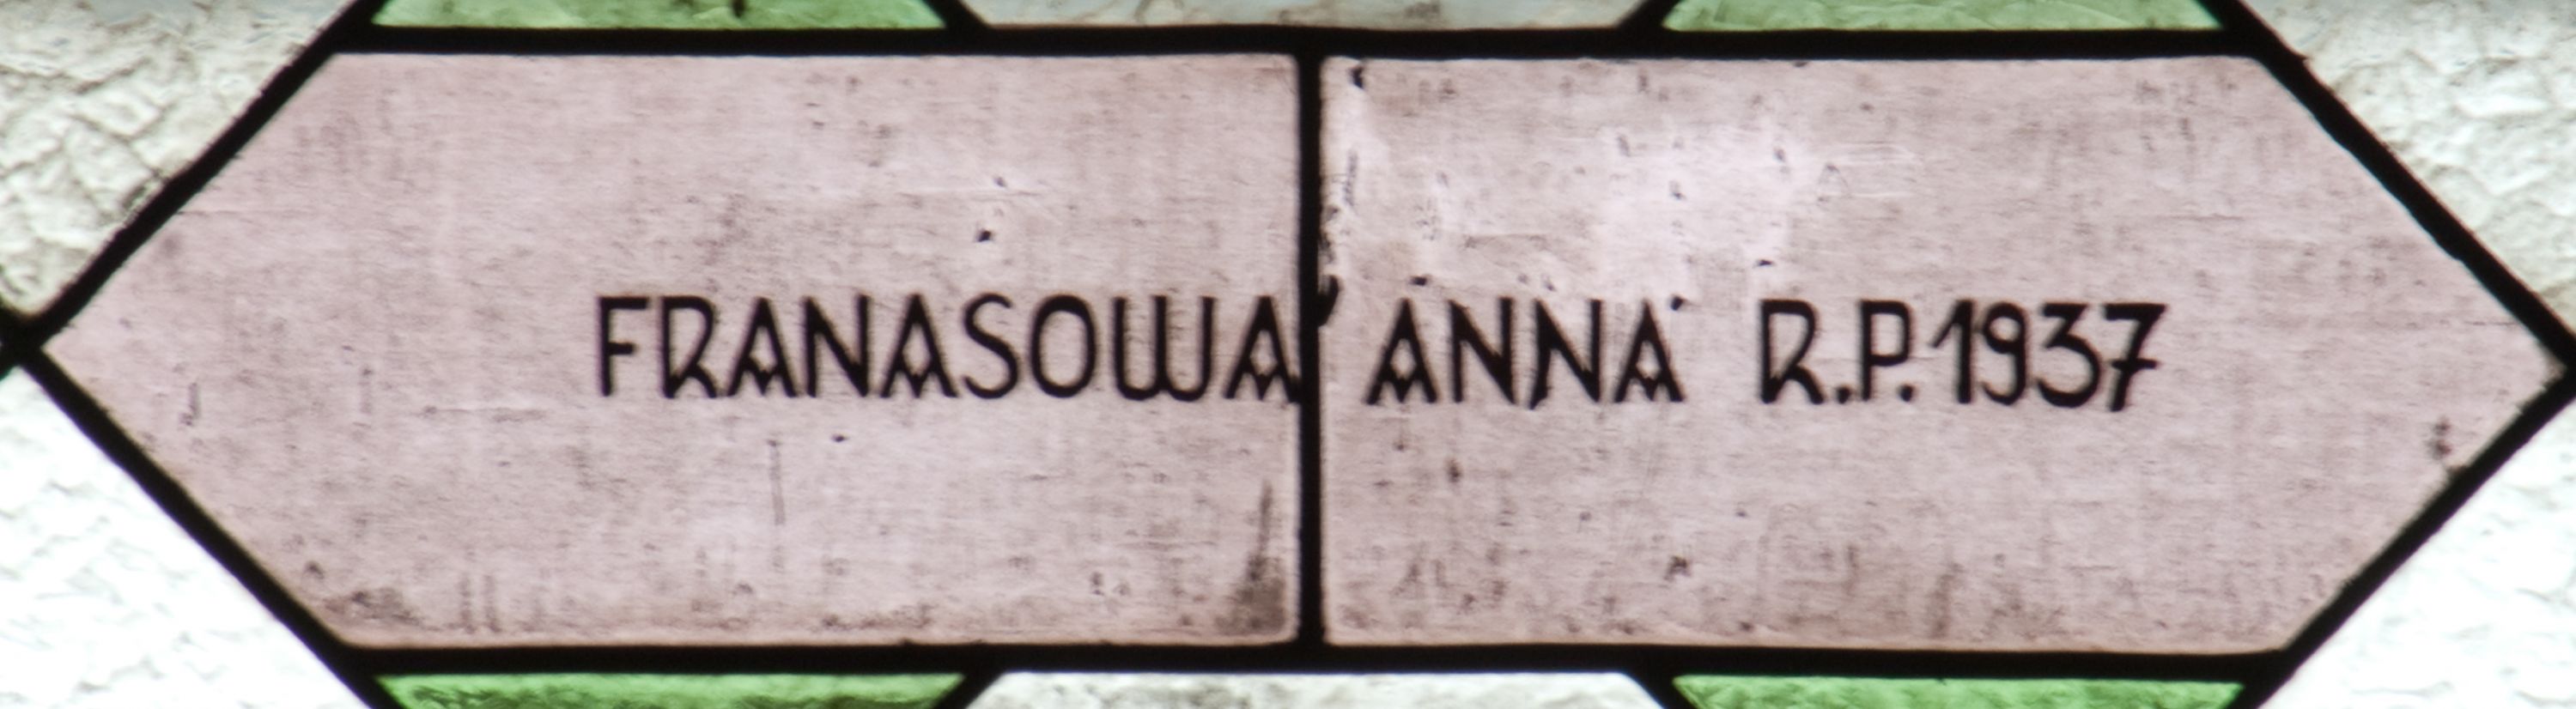 FRANASOWA ANNA R.P. 1937